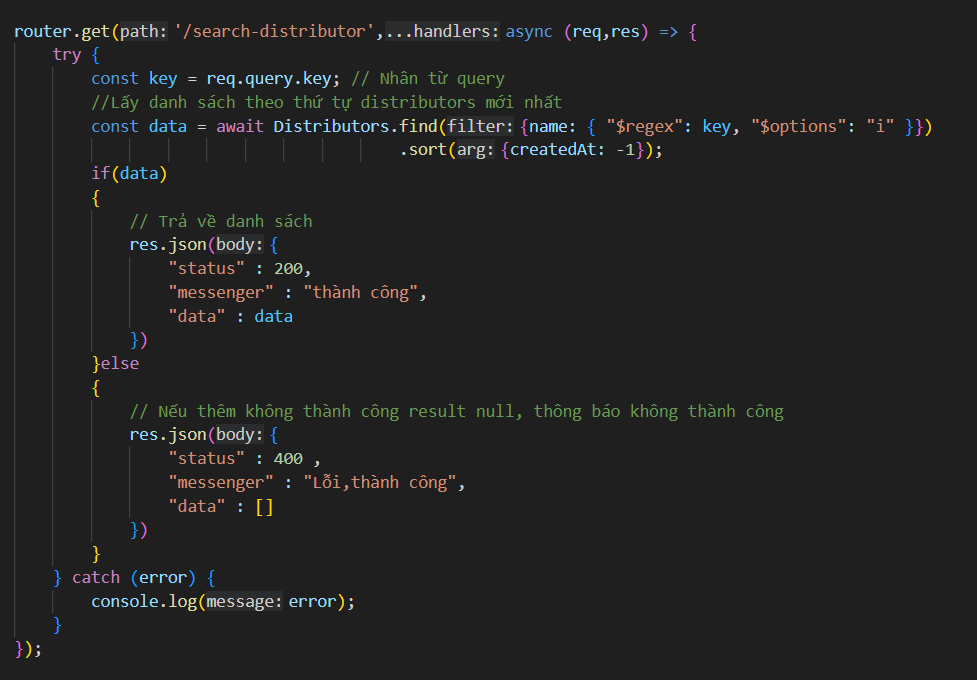 router.get(path: '/search-distributor',...handlers: async (req,res) => {
try {
const key = req.query.key; // Nhân từ query
//Lấy danh sách theo thứ tự distributors mới nhất
const data = await Distributors.find(filter: {name: { "$regex": key, "$options": "i" }})
.sort(arg: {createdAt: -1});
if(data)
{
// Trả về danh sách
res.json(body: {
"status" : 200,
"messenger" : "thành công",
"data" : data
})
}else
{
// Nếu thêm không thành công result null, thông báo không thành công
res.json(body: {
"status" : 400 ,
"messenger" : "Lỗi,thành công",
"data" : []
})
}
} catch (error) {
console.log(message: error);
}
});